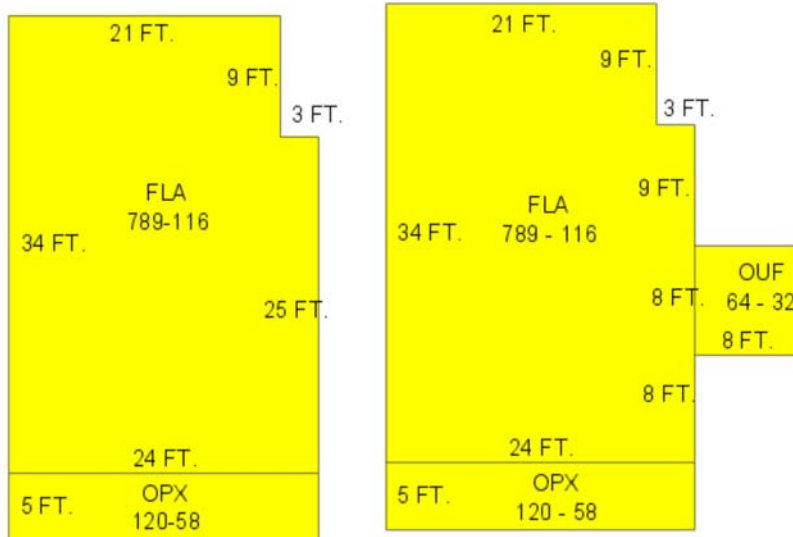 21 FT.
9 FT.
3 FT.
FLA
789-116
34 FT.
25 FT.
24 FT.
5 FT.
OPX
120-58
21 FT.
9 FT.
3 FT.
9 FT.
FLA
789 - 116
34 FT.
OUF
64 - 32
8 FT.
8 FT.
8 FT.
24 FT.
5 FT.
OPX
120 - 58